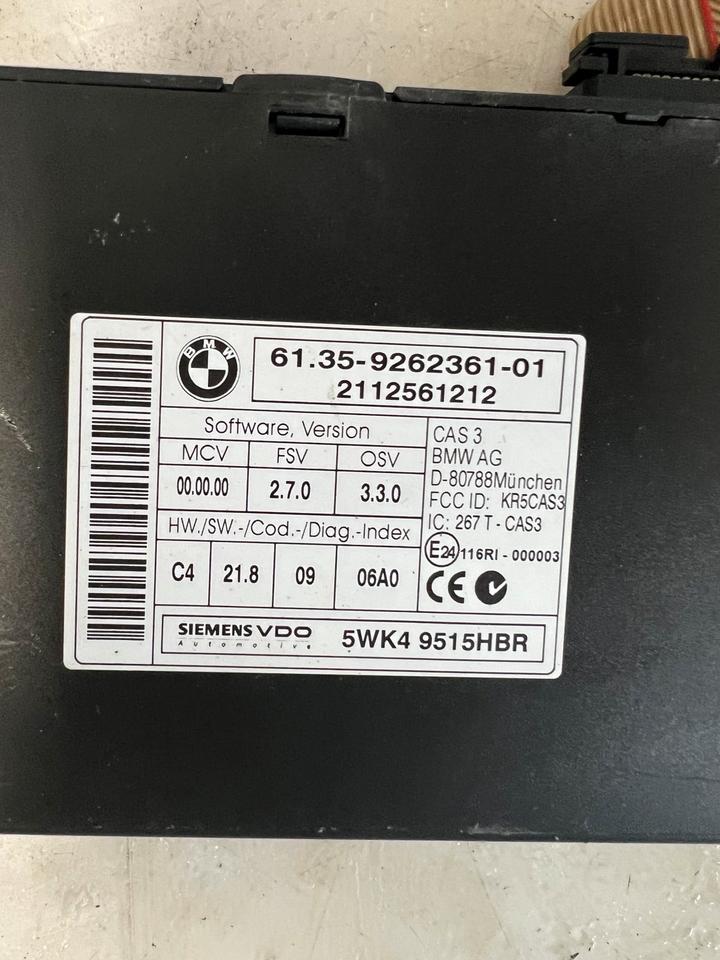 BMW
61.35-9262361-01
2112561212
Software, Version
MCV FSV OSV
00.00.00 2.7.0 3.3.0
HW./SW.-/Cod.-/Diag.-Index
C4 21.8 09 06A0
CAS 3
BMW AG
D-80788München
FCC ID: KR5CAS3
IC: 267 T - CAS3
E24 116RI - 000003
CE
SIEMENS VDO
Automotive
5WK4 9515HBR